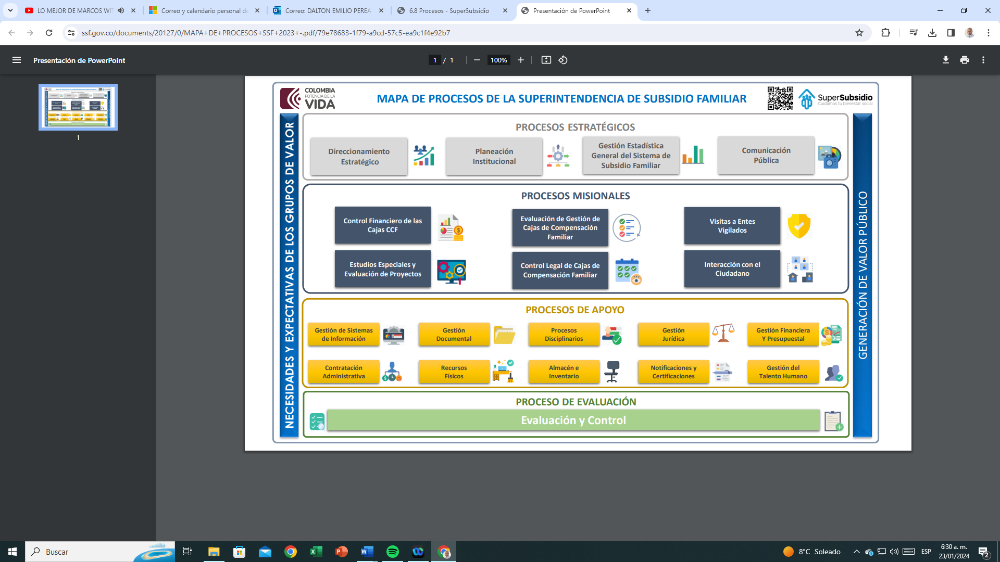 LO MEJOR DE MARCOS WIT
Correo y calendario personal de
Correo: DALTON EMILIO PEREA
6.8 Procesos - SuperSubsidio
Presentación de PowerPoint
ssf.gov.co/documents/20127/0/MAPA+DE+PROCESOS+SSF+2023+-.pdf/79e78683-1f79-a9cd-57c5-ea9c1f4e92b7
Presentación de PowerPoint
1 / 1
100%
1
COLOMBIA
POTENCIA DE LA
VIDA
MAPA DE PROCESOS DE LA SUPERINTENDENCIA DE SUBSIDIO FAMILIAR
SuperSubsidio
Cuidamos tu bienestar social
NECESIDADES Y EXPECTATIVAS DE LOS GRUPOS DE VALOR
PROCESOS ESTRATÉGICOS
Direccionamiento
Estratégico
Planeación
Institucional
Gestión Estadística
General del Sistema de
Subsidio Familiar
Comunicación
Pública
PROCESOS MISIONALES
Control Financiero de las
Cajas CCF
Evaluación de Gestión de
Cajas de Compensación
Familiar
Visitas a Entes
Vigilados
Estudios Especiales y
Evaluación de Proyectos
Control Legal de Cajas de
Compensación Familiar
Interacción con el
Ciudadano
PROCESOS DE APOYO
Gestión de Sistemas
de Información
Gestión
Documental
Procesos
Disciplinarios
Gestión
Jurídica
Gestión Financiera
Y Presupuestal
Contratación
Administrativa
Recursos
Físicos
Almacén e
Inventario
Notificaciones y
Certificaciones
Gestión del
Talento Humano
PROCESO DE EVALUACIÓN
Evaluación y Control
GENERACIÓN DE VALOR PÚBLICO
Buscar
8°C Soleado
ESP
6:30 a. m.
23/01/2024
2